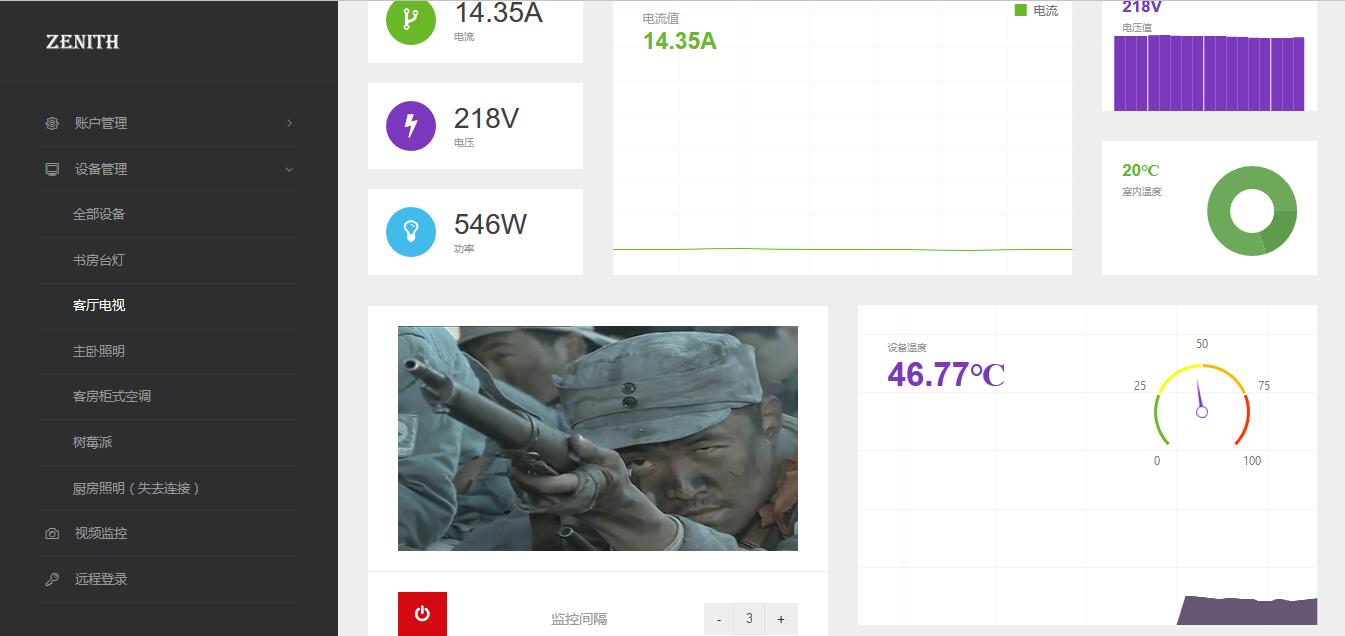 ZENITH
账户管理
设备管理
全部设备
书房台灯
客厅电视
主卧照明
客房柜式空调
树莓派
厨房照明（失去连接）
视频监控
远程登录
14.35A
电流
218V
电压
546W
功率
电流值
14.35A
电流
218V
电压值
20℃
室内温度
监控间隔
- 3 +
设备温度
46.77℃
50
25
75
0
100